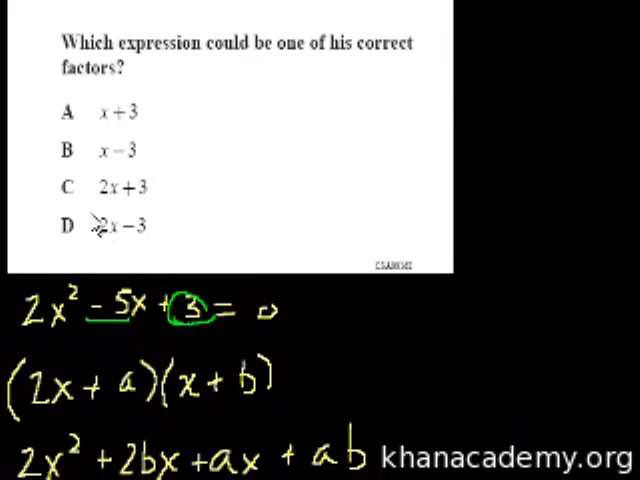 Which expression could be one of his correct
factors?
A x + 3
B x − 3
C 2x + 3
D 2x − 3
2x² − 5x + 3 = 0
(2x + a)(x + b)
2x² + 2bx + ax + ab
khanacademy.org